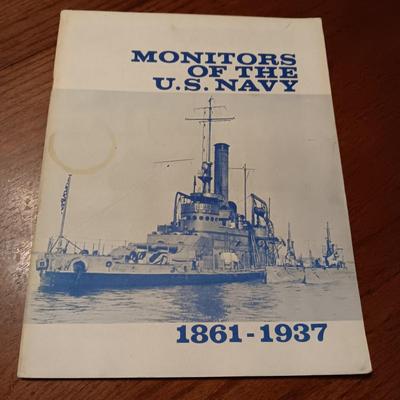 MONITORS
OF THE
U.S. NAVY
1861-1937